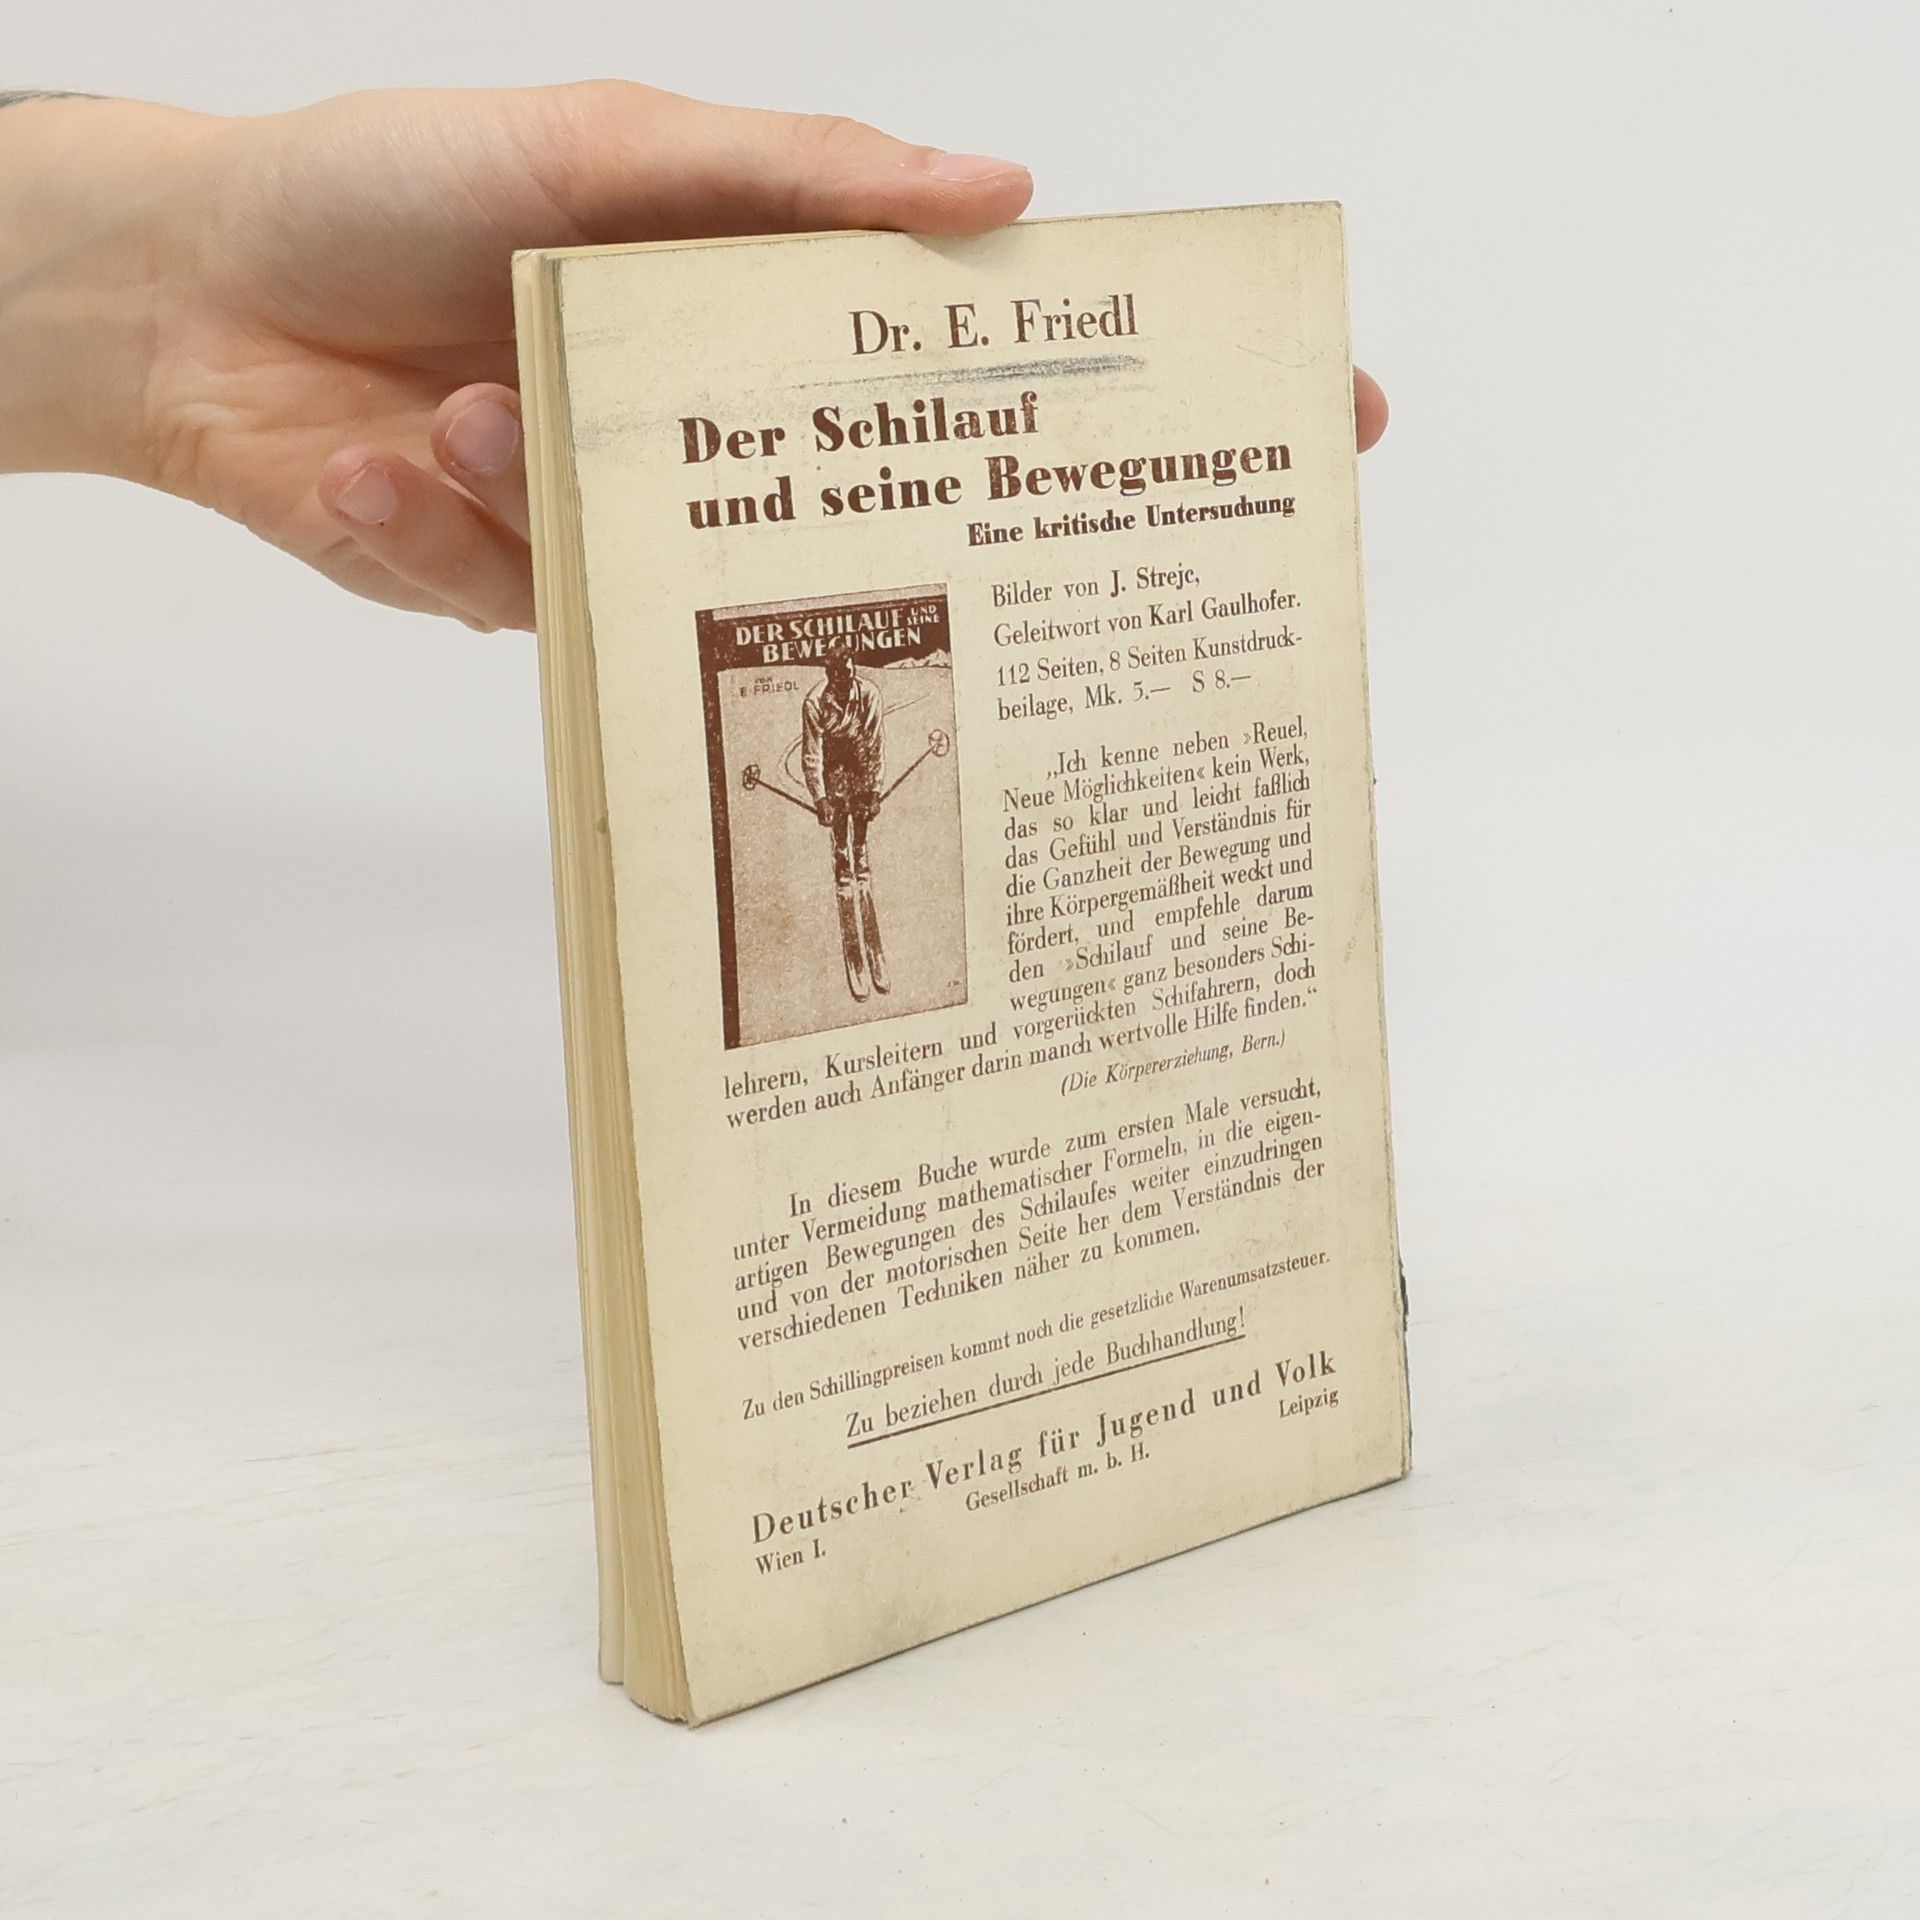 Dr. E. Friedl
Der Schilauf
und seine Bewegungen
Eine kritische Untersuchung
DER SCHILAUF UND SEINE
BEWEGUNGEN
VON
E. FRIEDL
Bilder von J. Strejc,
Geleitwort von Karl Gaulhofer.
112 Seiten, 8 Seiten Kunstdruck-
beilage, Mk. 5.— S 8.—
„Ich kenne neben »Reuel,
Neue Möglichkeiten« kein Werk,
das so klar und leicht faßlich
das Gefühl und Verständnis für
die Ganzheit der Bewegung und
ihre Körpergemäßheit weckt und
fördert, und empfehle darum
den »Schilauf und seine Be-
wegungen« ganz besonders Schi-
lehrern, Kursleitern und vorgerückten Schifahrern, doch
werden auch Anfänger darin manch wertvolle Hilfe finden.“
(Die Körpererziehung, Bern.)
In diesem Buche wurde zum ersten Male versucht,
unter Vermeidung mathematischer Formeln, in die eigen-
artigen Bewegungen des Schilaufes weiter einzudringen
und von der motorischen Seite her dem Verständnis der
verschiedenen Techniken näher zu kommen.
Zu den Schillingpreisen kommt noch die gesetzliche Warenumsatzsteuer.
Zu beziehen durch jede Buchhandlung!
Deutscher Verlag für Jugend und Volk
Wien I. Gesellschaft m. b. H. Leipzig